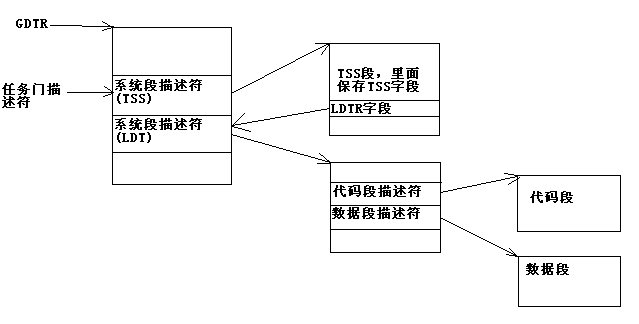 GDTR
任务门描
述符
系统段描述符
(TSS)
系统段描述符
(LDT)
TSS段，里面
保存TSS字段
LDTR字段
代码段描述符
数据段描述符
代码段
数据段